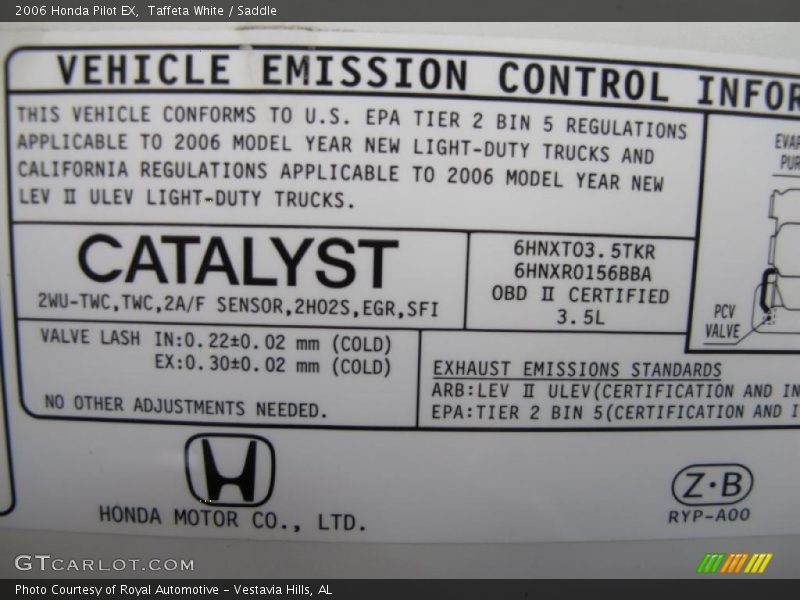 2006 Honda Pilot EX, Taffeta White / Saddle
VEHICLE EMISSION CONTROL INFOR
THIS VEHICLE CONFORMS TO U.S. EPA TIER 2 BIN 5 REGULATIONS
APPLICABLE TO 2006 MODEL YEAR NEW LIGHT-DUTY TRUCKS AND
CALIFORNIA REGULATIONS APPLICABLE TO 2006 MODEL YEAR NEW
LEV II ULEV LIGHT-DUTY TRUCKS.
EVAP
PUR
CATALYST
2WU-TWC,TWC,2A/F SENSOR,2HO2S,EGR,SFI
6HNXT03.5TKR
6HNXR0156BBA
OBD II CERTIFIED
3.5L
PCV
VALVE
VALVE LASH IN:0.22±0.02 mm (COLD)
EX:0.30±0.02 mm (COLD)
NO OTHER ADJUSTMENTS NEEDED.
EXHAUST EMISSIONS STANDARDS
ARB:LEV II ULEV(CERTIFICATION AND IN
EPA:TIER 2 BIN 5(CERTIFICATION AND I
HONDA MOTOR CO., LTD.
Z·B
RYP-A00
GTCARLOT.COM
Photo Courtesy of Royal Automotive - Vestavia Hills, AL